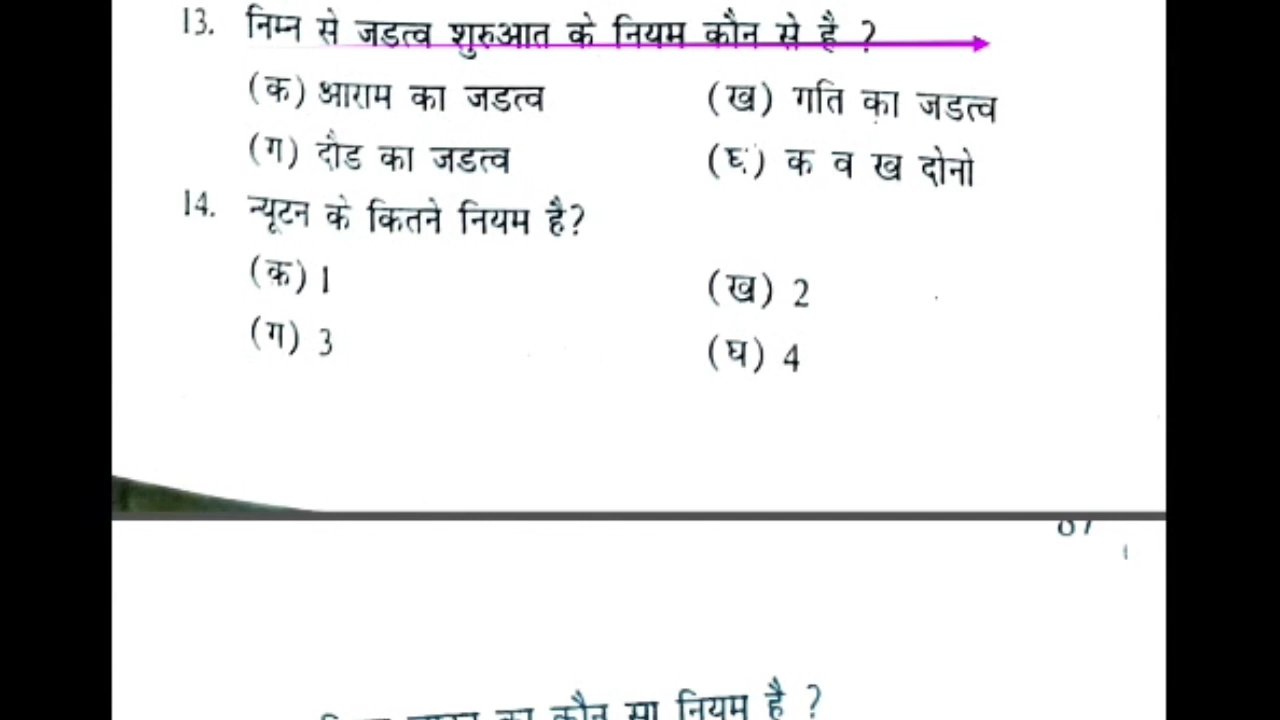 13. निम्न से जडत्व शुरुआत के नियम कौन से है ?
(क) आराम का जडत्व (ख) गति का जडत्व
(ग) दौड का जडत्व (घ) क व ख दोनो
14. न्यूटन के कितने नियम है?
(क) 1 (ख) 2
(ग) 3 (घ) 4
का कौन सा नियम है ?